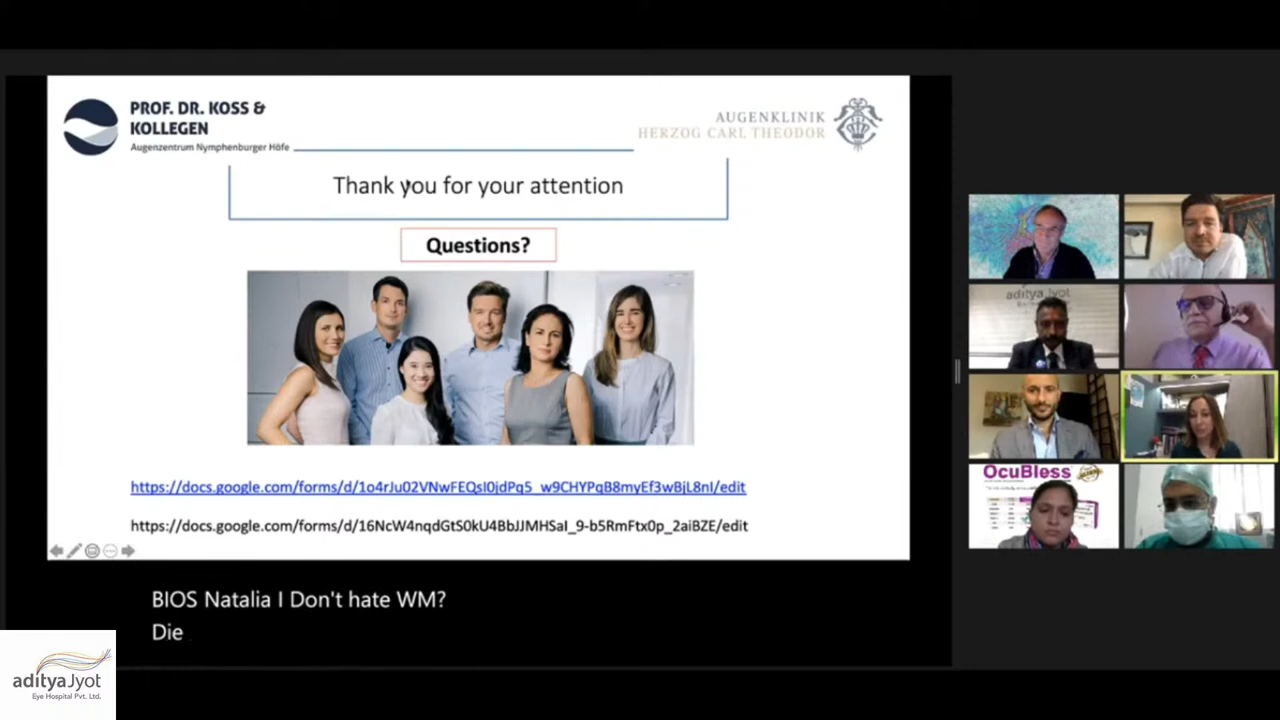 PROF. DR. KOSS &
KOLLEGEN
Augenzentrum Nymphenburger Höfe
AUGENKLINIK
HERZOG CARL THEODOR
Thank you for your attention
Questions?
https://docs.google.com/forms/d/1o4rJu02VNwFEQsI0jdPq5_w9CHYPqB8myEf3wBjL8nI/edit
https://docs.google.com/forms/d/16NcW4nqdGtS0kU4BbJJMHSaI_9-b5RmFtx0p_2aiBZE/edit
BIOS Natalia I Don't hate WM?
Die
aditya Jyot
OcuBless
adityaJyot
Eye Hospital Pvt. Ltd.